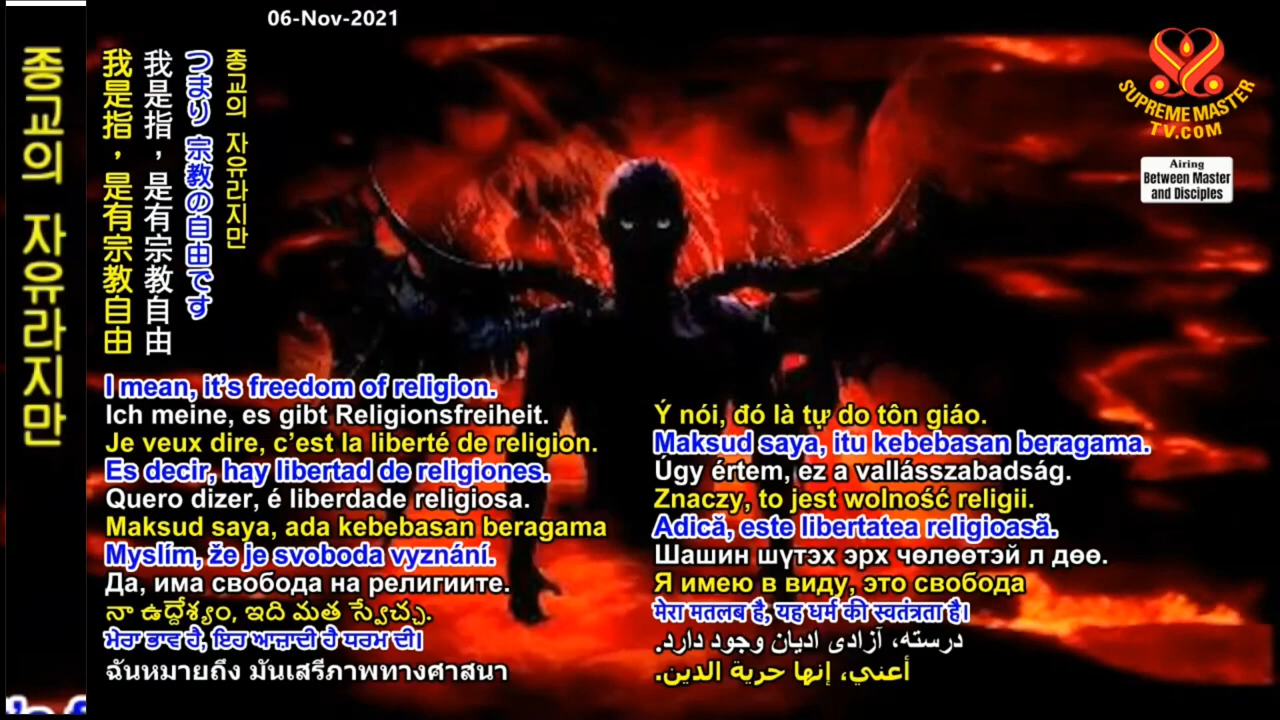 06-Nov-2021
종교의 자유라지만
我是指，是有宗教自由
我是指，是有宗教自由
つまり 宗教の自由です
종교의 자유라지만
SUPREME MASTER
TV.COM
Airing
Between Master
and Disciples
I mean, it's freedom of religion.
Ich meine, es gibt Religionsfreiheit.
Je veux dire, c'est la liberté de religion.
Es decir, hay libertad de religiones.
Quero dizer, é liberdade religiosa.
Maksud saya, ada kebebasan beragama
Myslím, že je svoboda vyznání.
Да, има свобода на религиите.
నా ఉద్దేశ్యం, ఇది మత స్వేచ్ఛ.
ਮੇਰਾ ਭਾਵ ਹੈ, ਇਹ ਆਜ਼ਾਦੀ ਹੈ ਧਰਮ ਦੀ।
ฉันหมายถึง มันเสรีภาพทางศาสนา
Ý nói, đó là tự do tôn giáo.
Maksud saya, itu kebebasan beragama.
Úgy értem, ez a vallásszabadság.
Znaczy, to jest wolność religii.
Adică, este libertatea religioasă.
Шашин шүтэх эрх чөлөөтэй л дөө.
Я имею в виду, это свобода
मेरा मतलब है, यह धर्म की स्वतंत्रता है।
درسته، آزادی ادیان وجود دارد.
أعني، إنها حرية الدين.